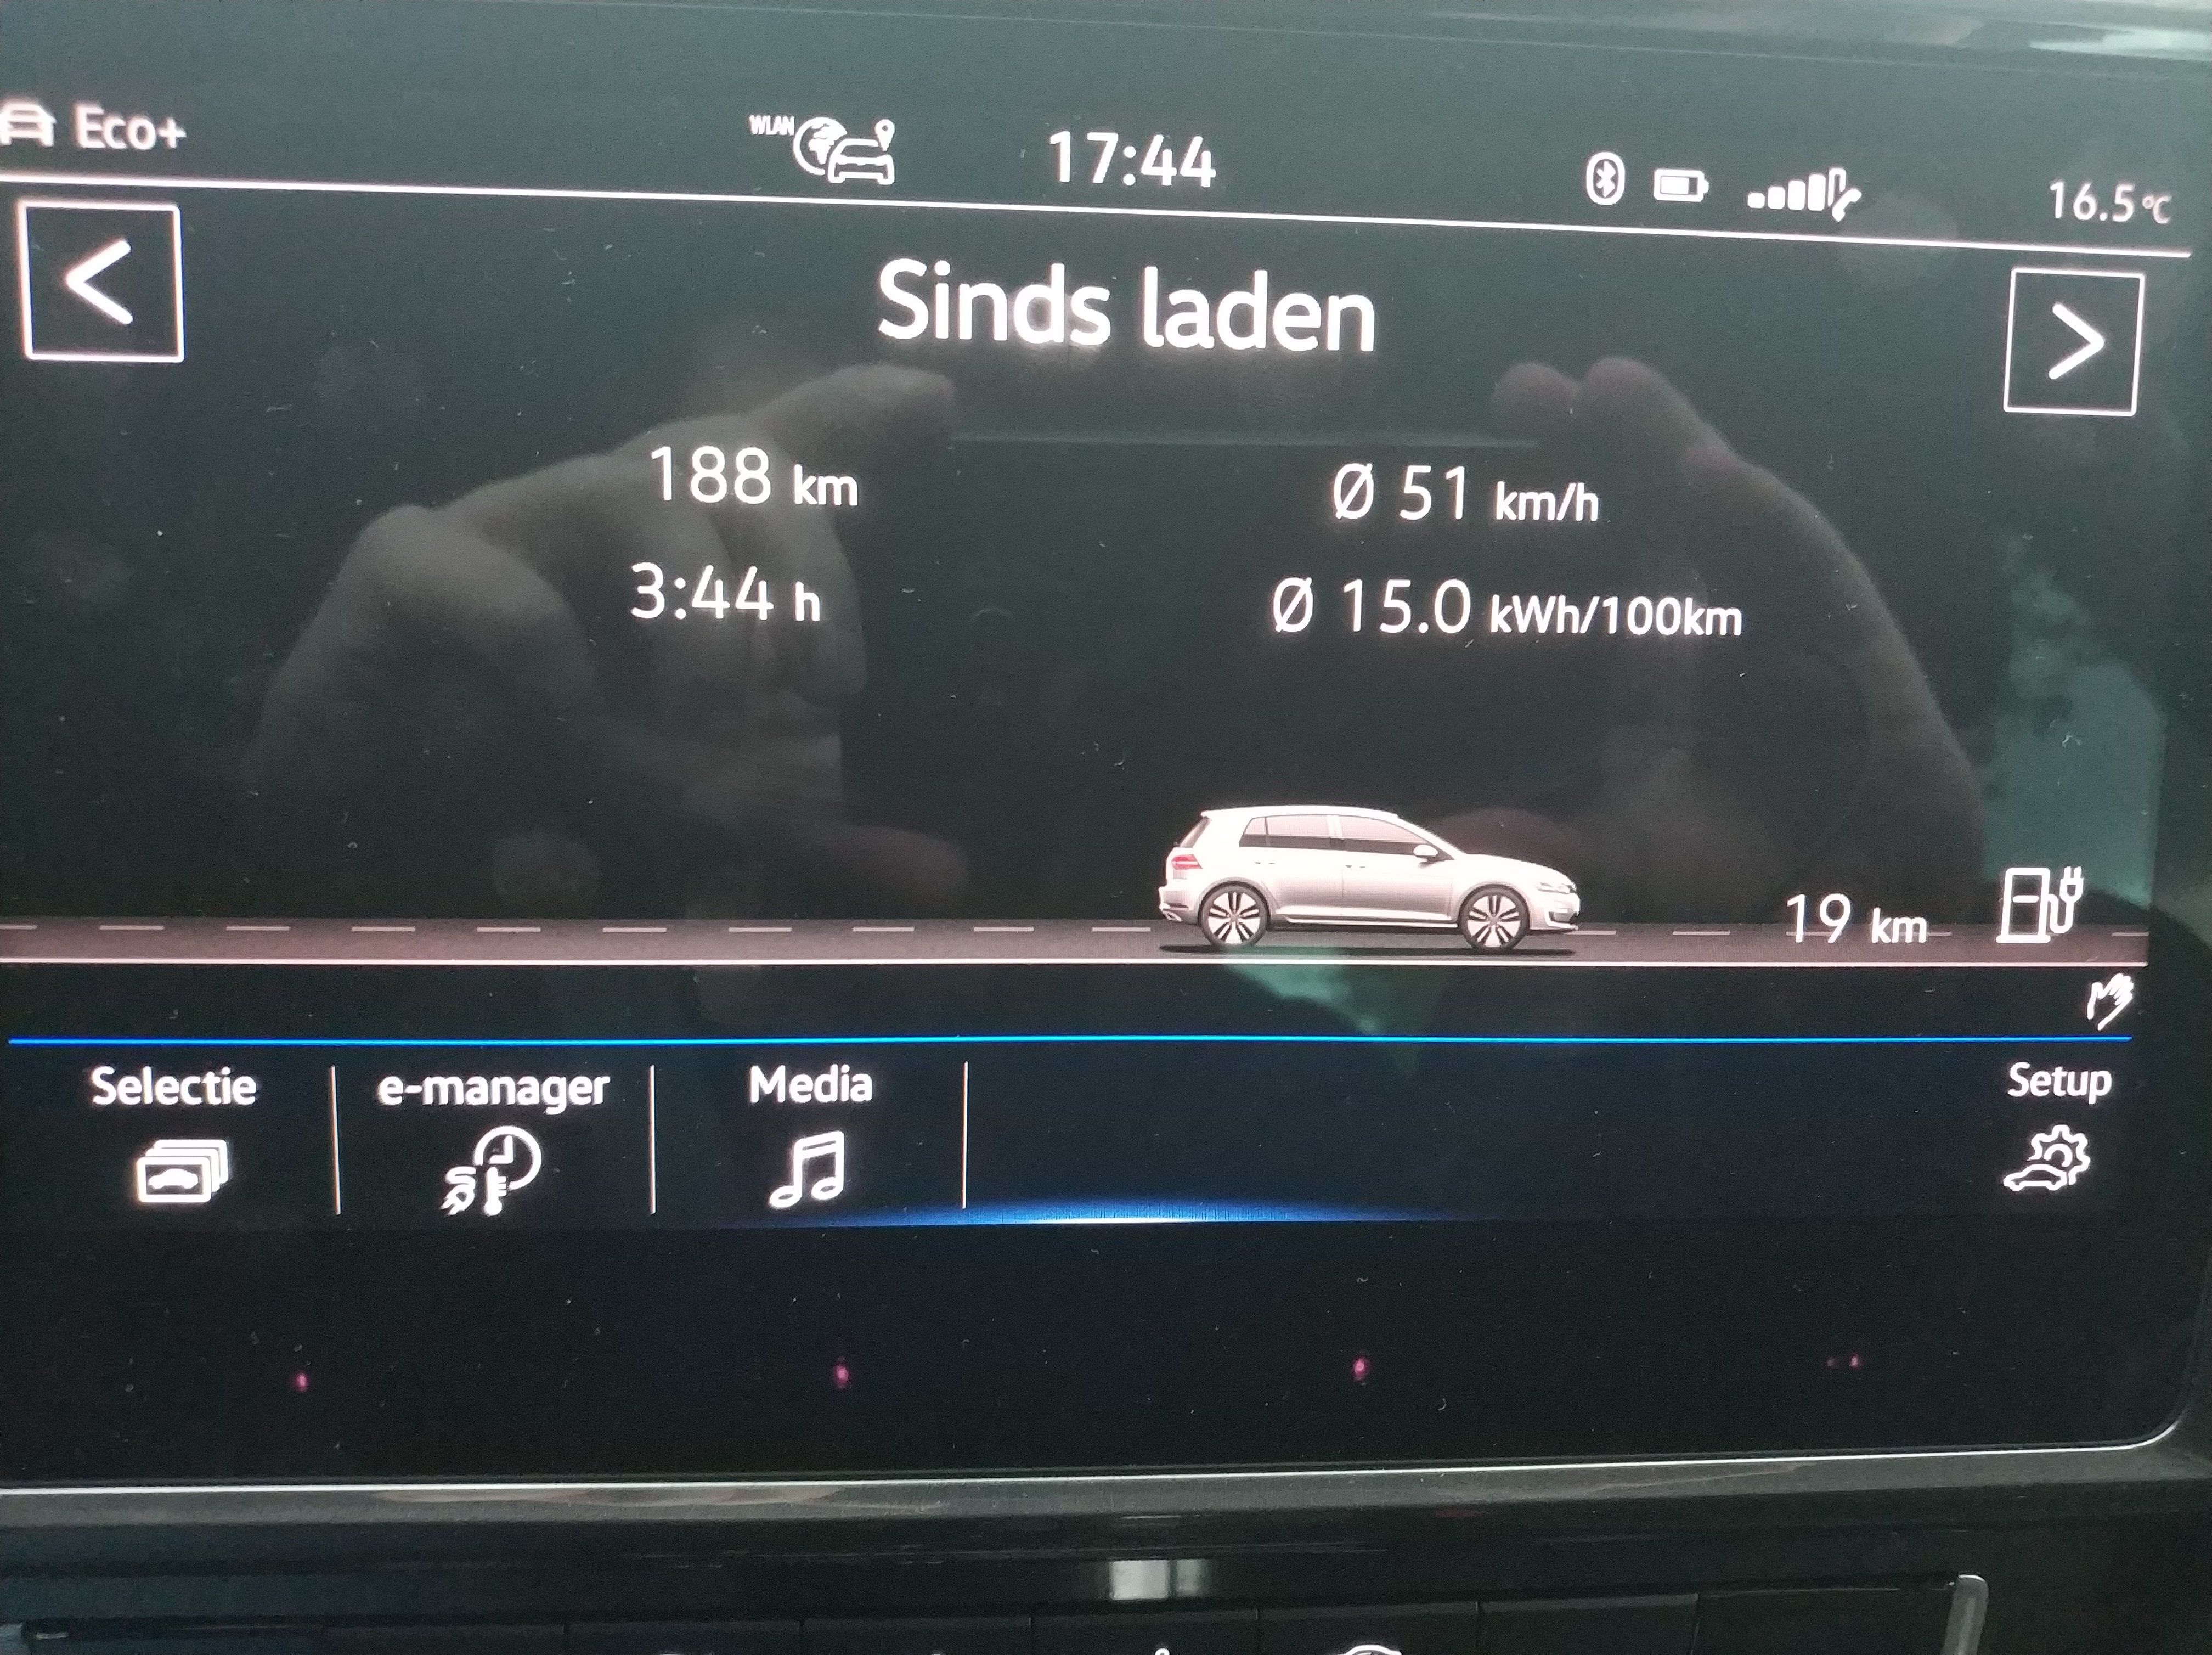 Eco+
WLAN
17:44
16.5 °C
<
Sinds laden
>
188 km
Ø 51 km/h
3:44 h
Ø 15.0 kWh/100km
19 km
Selectie
e-manager
Media
Setup